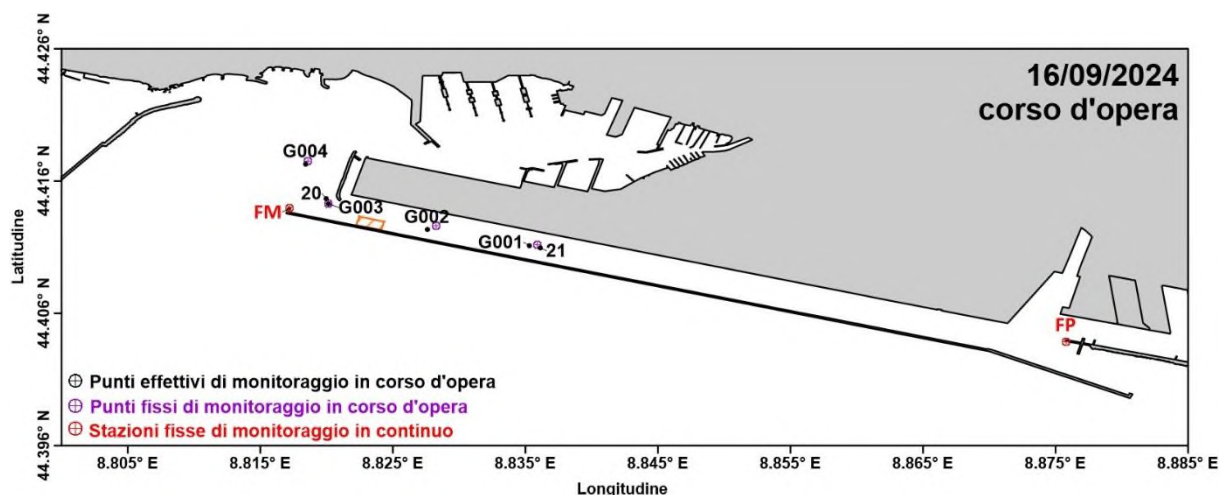 16/09/2024
corso d'opera
G004
20
G003
FM
G002
G001
21
FP
Latitudine
44.426° N
44.416° N
44.406° N
44.396° N
Punti effettivi di monitoraggio in corso d'opera
Punti fissi di monitoraggio in corso d'opera
Stazioni fisse di monitoraggio in continuo
8.805° E
8.815° E
8.825° E
8.835° E
8.845° E
8.855° E
8.865° E
8.875° E
8.885° E
Longitudine